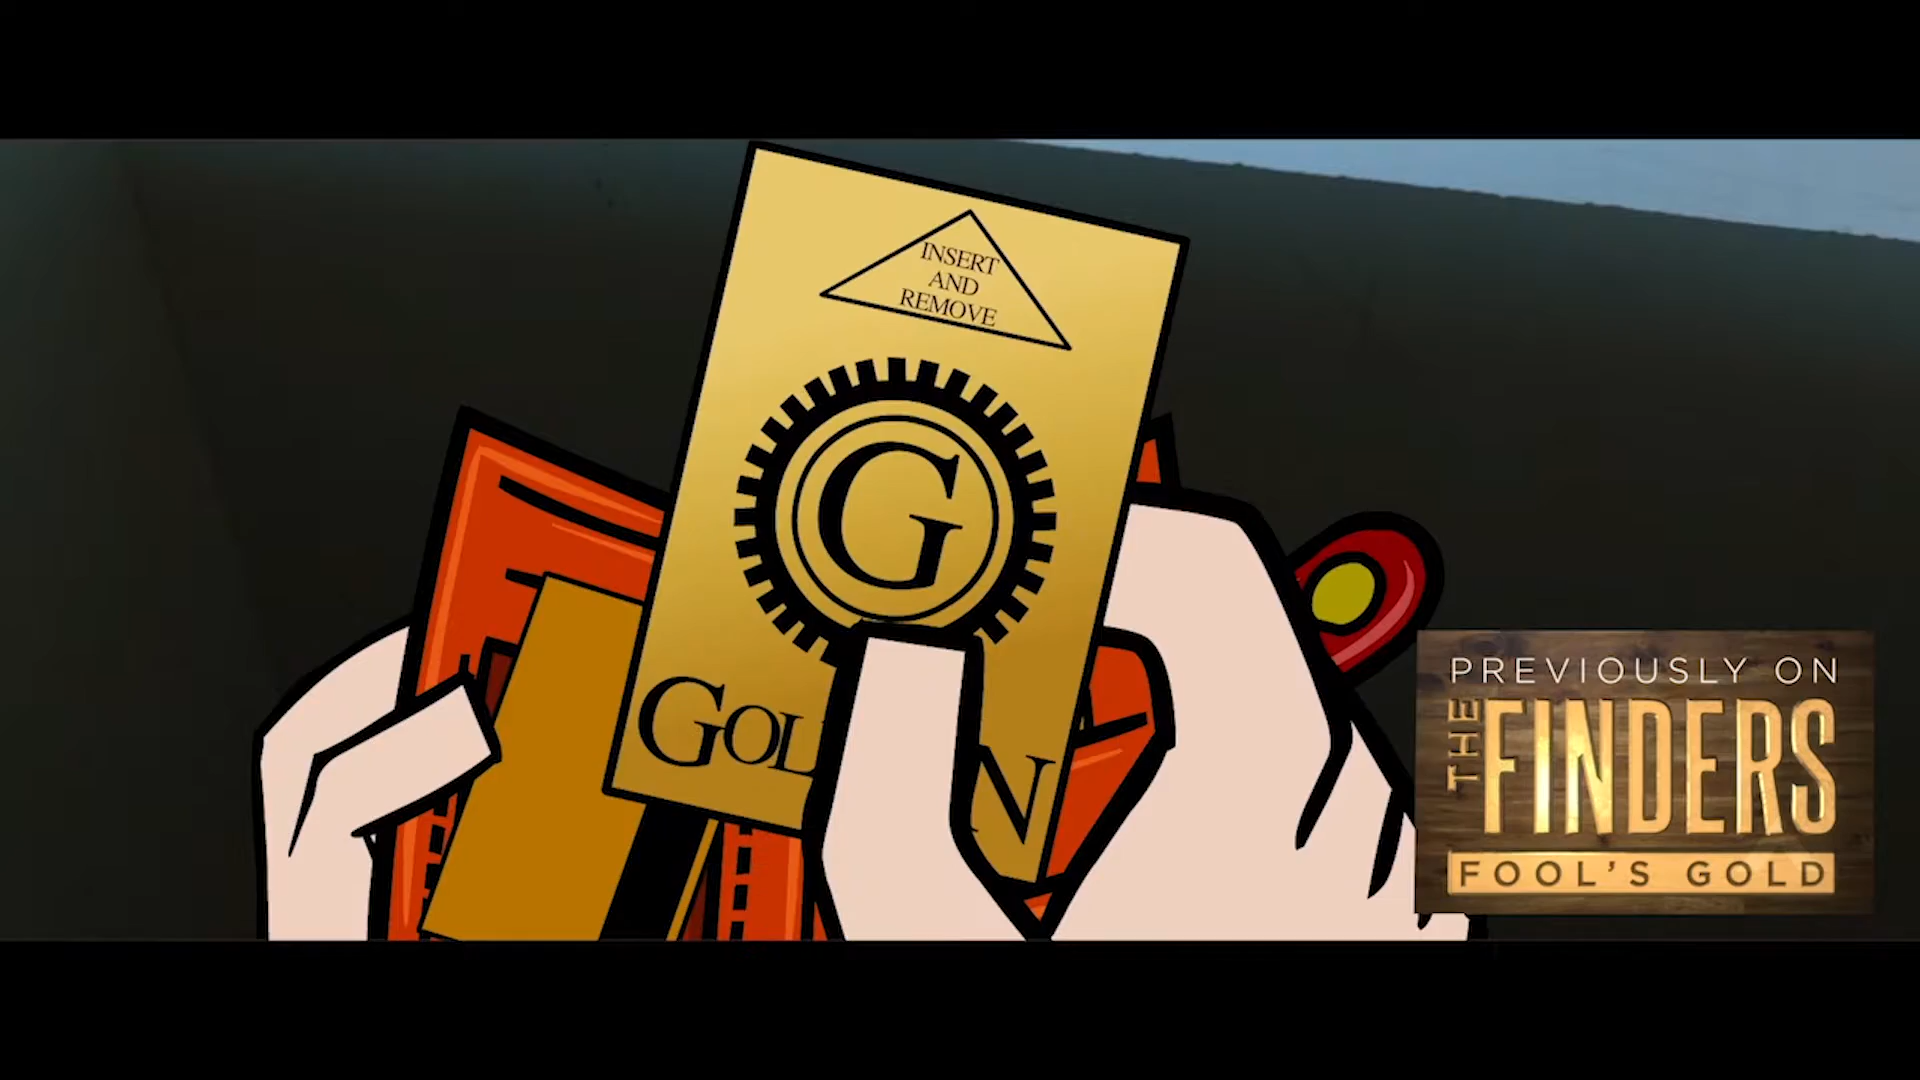 INSERT
AND
REMOVE
G
GOL N
PREVIOUSLY ON
THE
FINDERS
FOOL'S GOLD